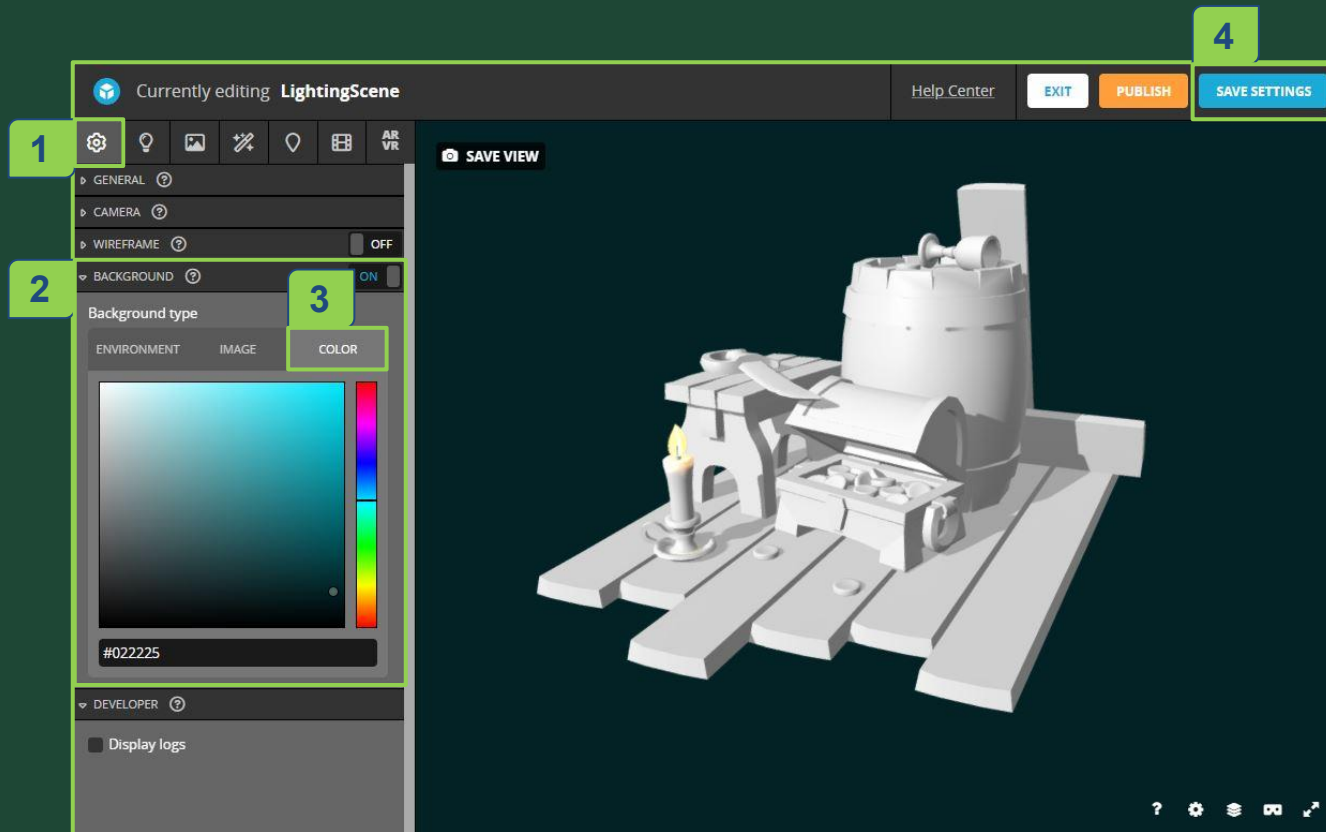 4
Currently editing LightingScene
Help Center
EXIT
PUBLISH
SAVE SETTINGS
1
AR
VR
SAVE VIEW
GENERAL ?
CAMERA ?
WIREFRAME ?
OFF
2
BACKGROUND ?
ON
3
Background type
ENVIRONMENT
IMAGE
COLOR
#022225
DEVELOPER ?
Display logs
?